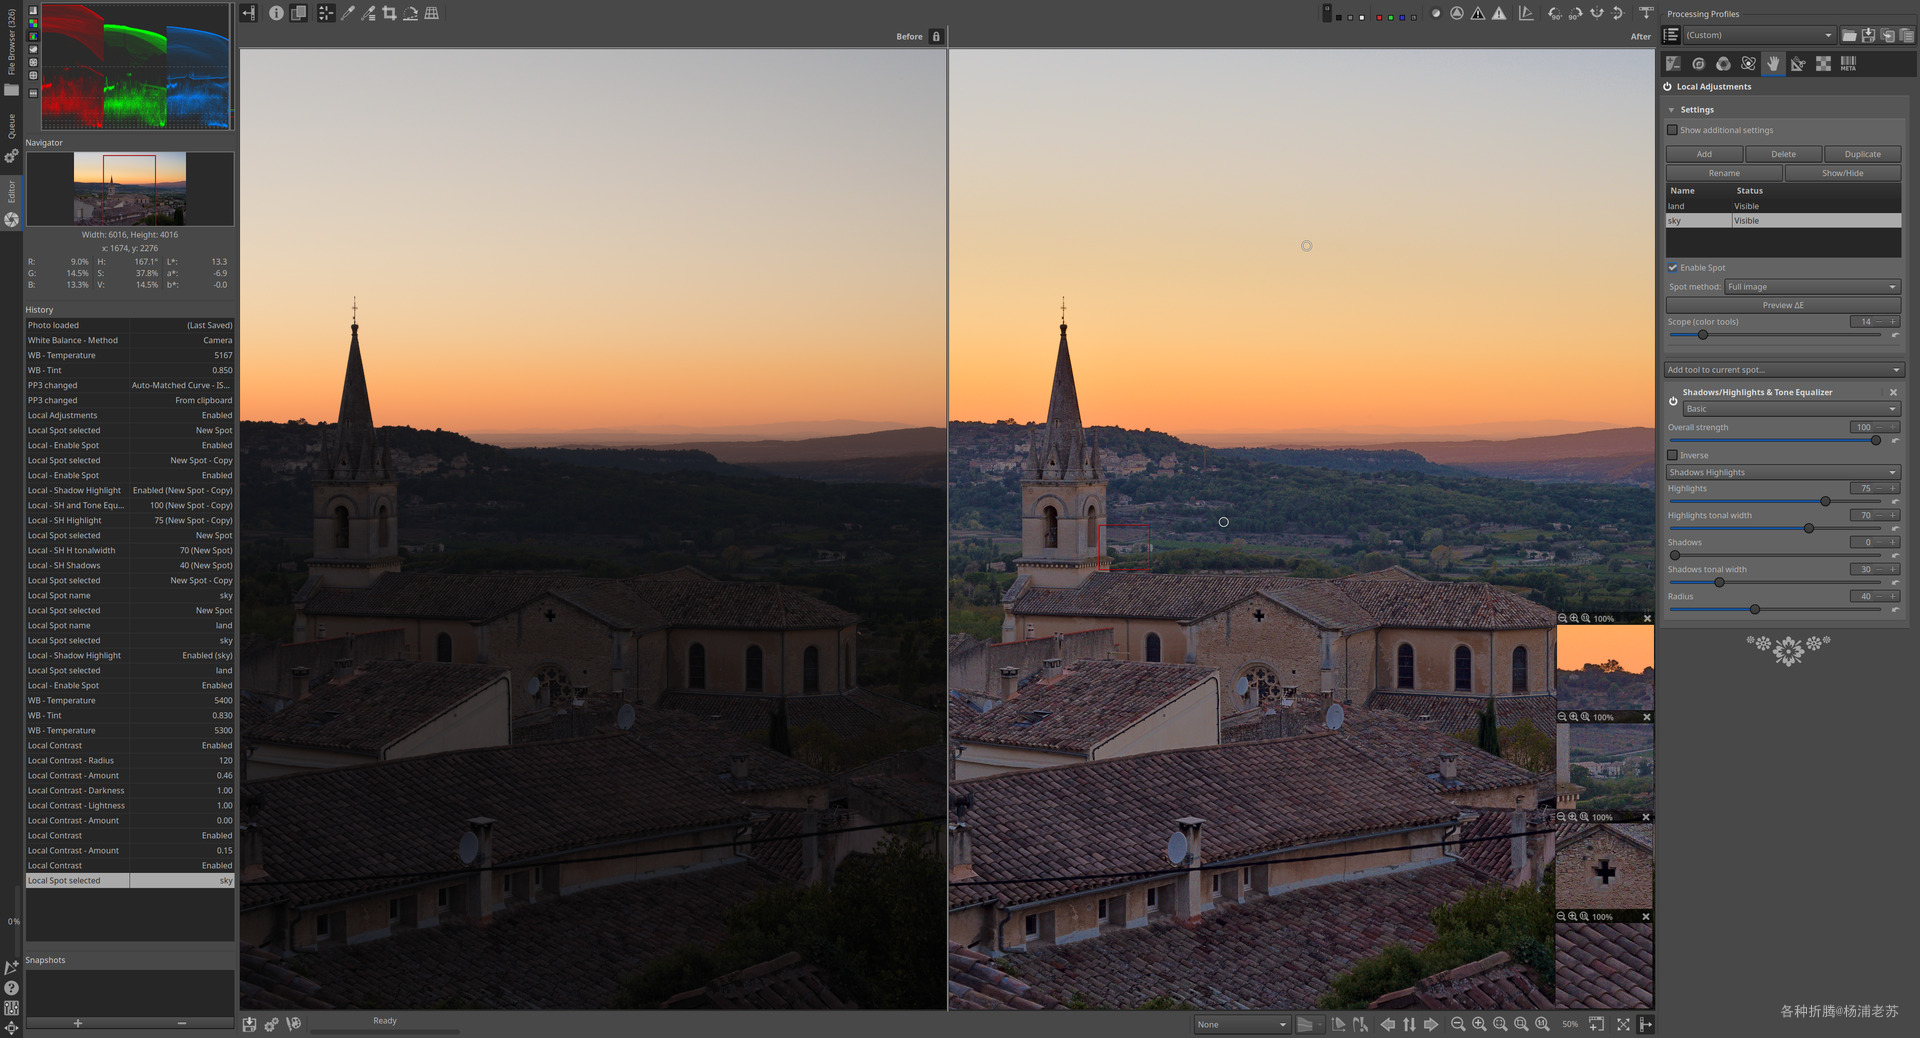 File Browser (326)
Queue
Editor
0%
Navigator
Width: 6016, Height: 4016
x: 1674, y: 2276
R: 9.0% H: 167.1° L*: 13.3
G: 14.5% S: 37.8% a*: -6.9
B: 13.3% V: 14.5% b*: -0.0
History
Photo loaded (Last Saved)
White Balance - Method Camera
WB - Temperature 5167
WB - Tint 0.850
PP3 changed Auto-Matched Curve - IS...
PP3 changed From clipboard
Local Adjustments Enabled
Local Spot selected New Spot
Local - Enable Spot Enabled
Local Spot selected New Spot - Copy
Local - Enable Spot Enabled
Local - Shadow Highlight Enabled (New Spot - Copy)
Local - SH and Tone Equ... 100 (New Spot - Copy)
Local - SH Highlight 75 (New Spot - Copy)
Local Spot selected New Spot
Local - SH H tonalwidth 70 (New Spot)
Local - SH Shadows 40 (New Spot)
Local Spot selected New Spot - Copy
Local Spot name sky
Local Spot selected New Spot
Local Spot name land
Local Spot selected sky
Local - Shadow Highlight Enabled (sky)
Local Spot selected land
Local - Enable Spot Enabled
WB - Temperature 5400
WB - Tint 0.830
WB - Temperature 5300
Local Contrast Enabled
Local Contrast - Radius 120
Local Contrast - Amount 0.46
Local Contrast - Darkness 1.00
Local Contrast - Lightness 1.00
Local Contrast - Amount 0.00
Local Contrast Enabled
Local Contrast - Amount 0.15
Local Contrast Enabled
Local Spot selected sky
Snapshots
Before
After
100%
100%
100%
100%
Ready
None
50%
Processing Profiles
(Custom)
META
Local Adjustments
Settings
Show additional settings
Add Delete Duplicate
Rename Show/Hide
Name Status
land Visible
sky Visible
Enable Spot
Spot method: Full image
Preview ΔE
Scope (color tools) 14
Add tool to current spot...
Shadows/Highlights & Tone Equalizer
Basic
Overall strength 100
Inverse
Shadows Highlights
Highlights 75
Highlights tonal width 70
Shadows 0
Shadows tonal width 30
Radius 40
各种折腾@杨浦老苏